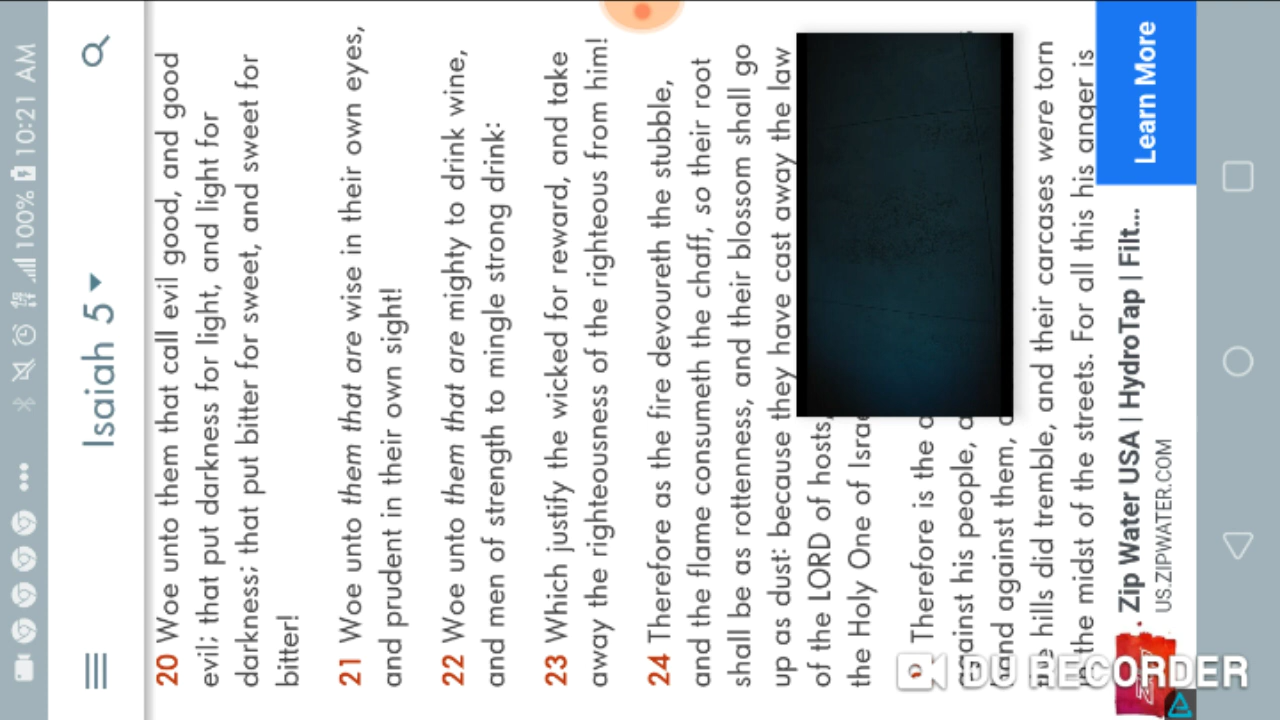 10:21 AM
100%
Isaiah 5
20 Woe unto them that call evil good, and good
evil; that put darkness for light, and light for
darkness; that put bitter for sweet, and sweet for
bitter!
21 Woe unto them that are wise in their own eyes,
and prudent in their own sight!
22 Woe unto them that are mighty to drink wine,
and men of strength to mingle strong drink:
23 Which justify the wicked for reward, and take
away the righteousness of the righteous from him!
24 Therefore as the fire devoureth the stubble,
and the flame consumeth the chaff, so their root
shall be as rottenness, and their blossom shall go
up as dust: because they have cast away the law
of the LORD of hosts,
the Holy One of
Therefore is the
against his people,
hand against them,
the hills did tremble, and their carcases were torn
the midst of the streets. For all this his anger is
Zip Water USA | HydroTap | Filt...
US.ZIPWATER.COM
Learn More
DU RECORDER